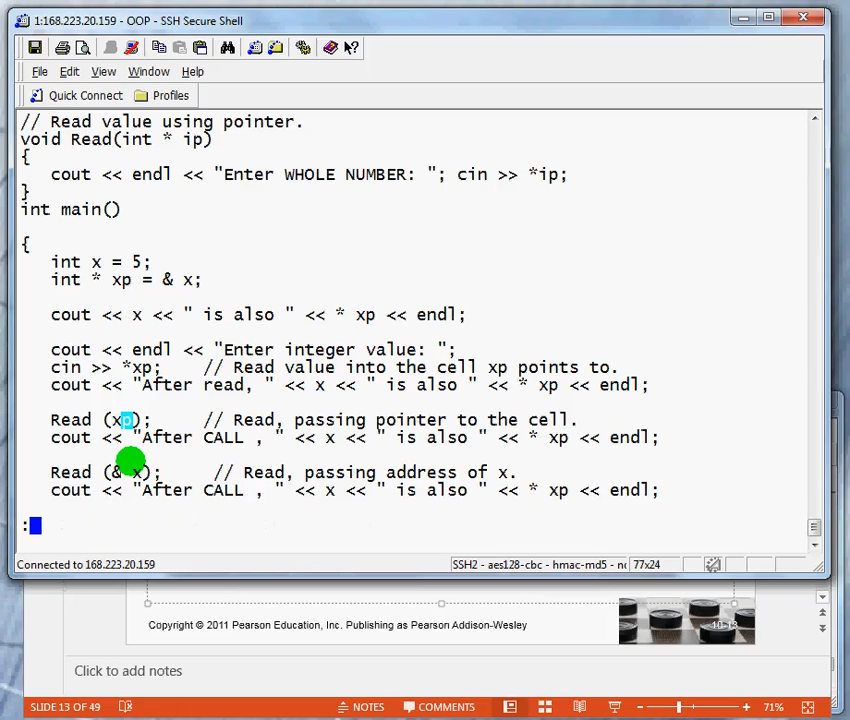 1:168.223.20.159 - OOP - SSH Secure Shell
File Edit View Window Help
Quick Connect Profiles
// Read value using pointer.
void Read(int * ip)
{
cout << endl << "Enter WHOLE NUMBER: "; cin >> *ip;
}
int main()
{
int x = 5;
int * xp = & x;
cout << x << " is also " << * xp << endl;
cout << endl << "Enter integer value: ";
cin >> *xp; // Read value into the cell xp points to.
cout << "After read, " << x << " is also " << * xp << endl;
Read (xp); // Read, passing pointer to the cell.
cout << "After CALL , " << x << " is also " << * xp << endl;
Read (& x); // Read, passing address of x.
cout << "After CALL , " << x << " is also " << * xp << endl;
:
Connected to 168.223.20.159 SSH2 - aes128-cbc - hmac-md5 - nc 77x24
Copyright © 2011 Pearson Education, Inc. Publishing as Pearson Addison-Wesley 10-13
Click to add notes
SLIDE 13 OF 49 NOTES COMMENTS 71%